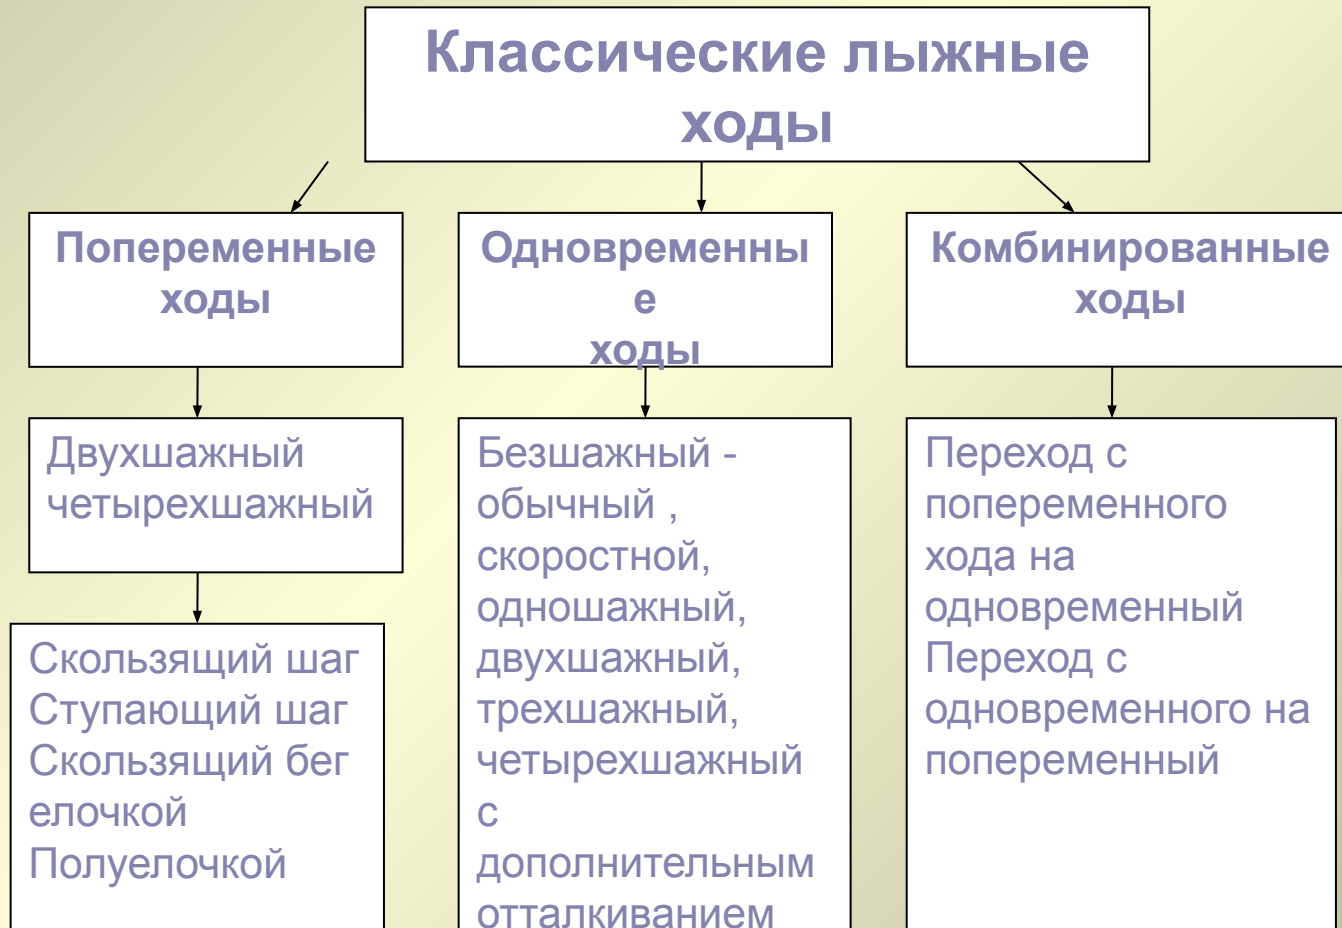 Классические лыжные
ходы
Попеременные
ходы
Одновременны
е
ходы
Комбинированные
ходы
Двухшажный
четырехшажный
Скользящий шаг
Ступающий шаг
Скользящий бег
елочкой
Полуелочкой
Безшажный -
обычный ,
скоростной,
одношажный,
двухшажный,
трехшажный,
четырехшажный
с
дополнительным
отталкиванием
Переход с
попеременного
хода на
одновременный
Переход с
одновременного на
попеременный